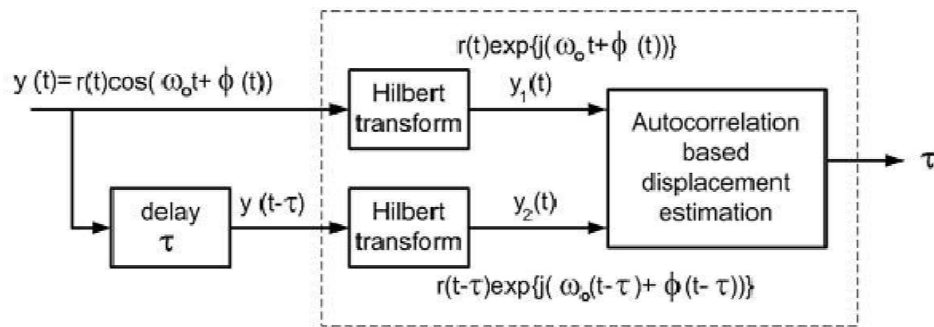 r(t)exp{j(ω₀t+ϕ (t))}
y (t)= r(t)cos( ω₀t+ ϕ (t))
Hilbert
transform
y₁(t)
Autocorrelation
based
displacement
estimation
τ
delay
τ
y (t-τ)
Hilbert
transform
y₂(t)
r(t-τ)exp{j( ω₀(t-τ)+ ϕ(t- τ))}